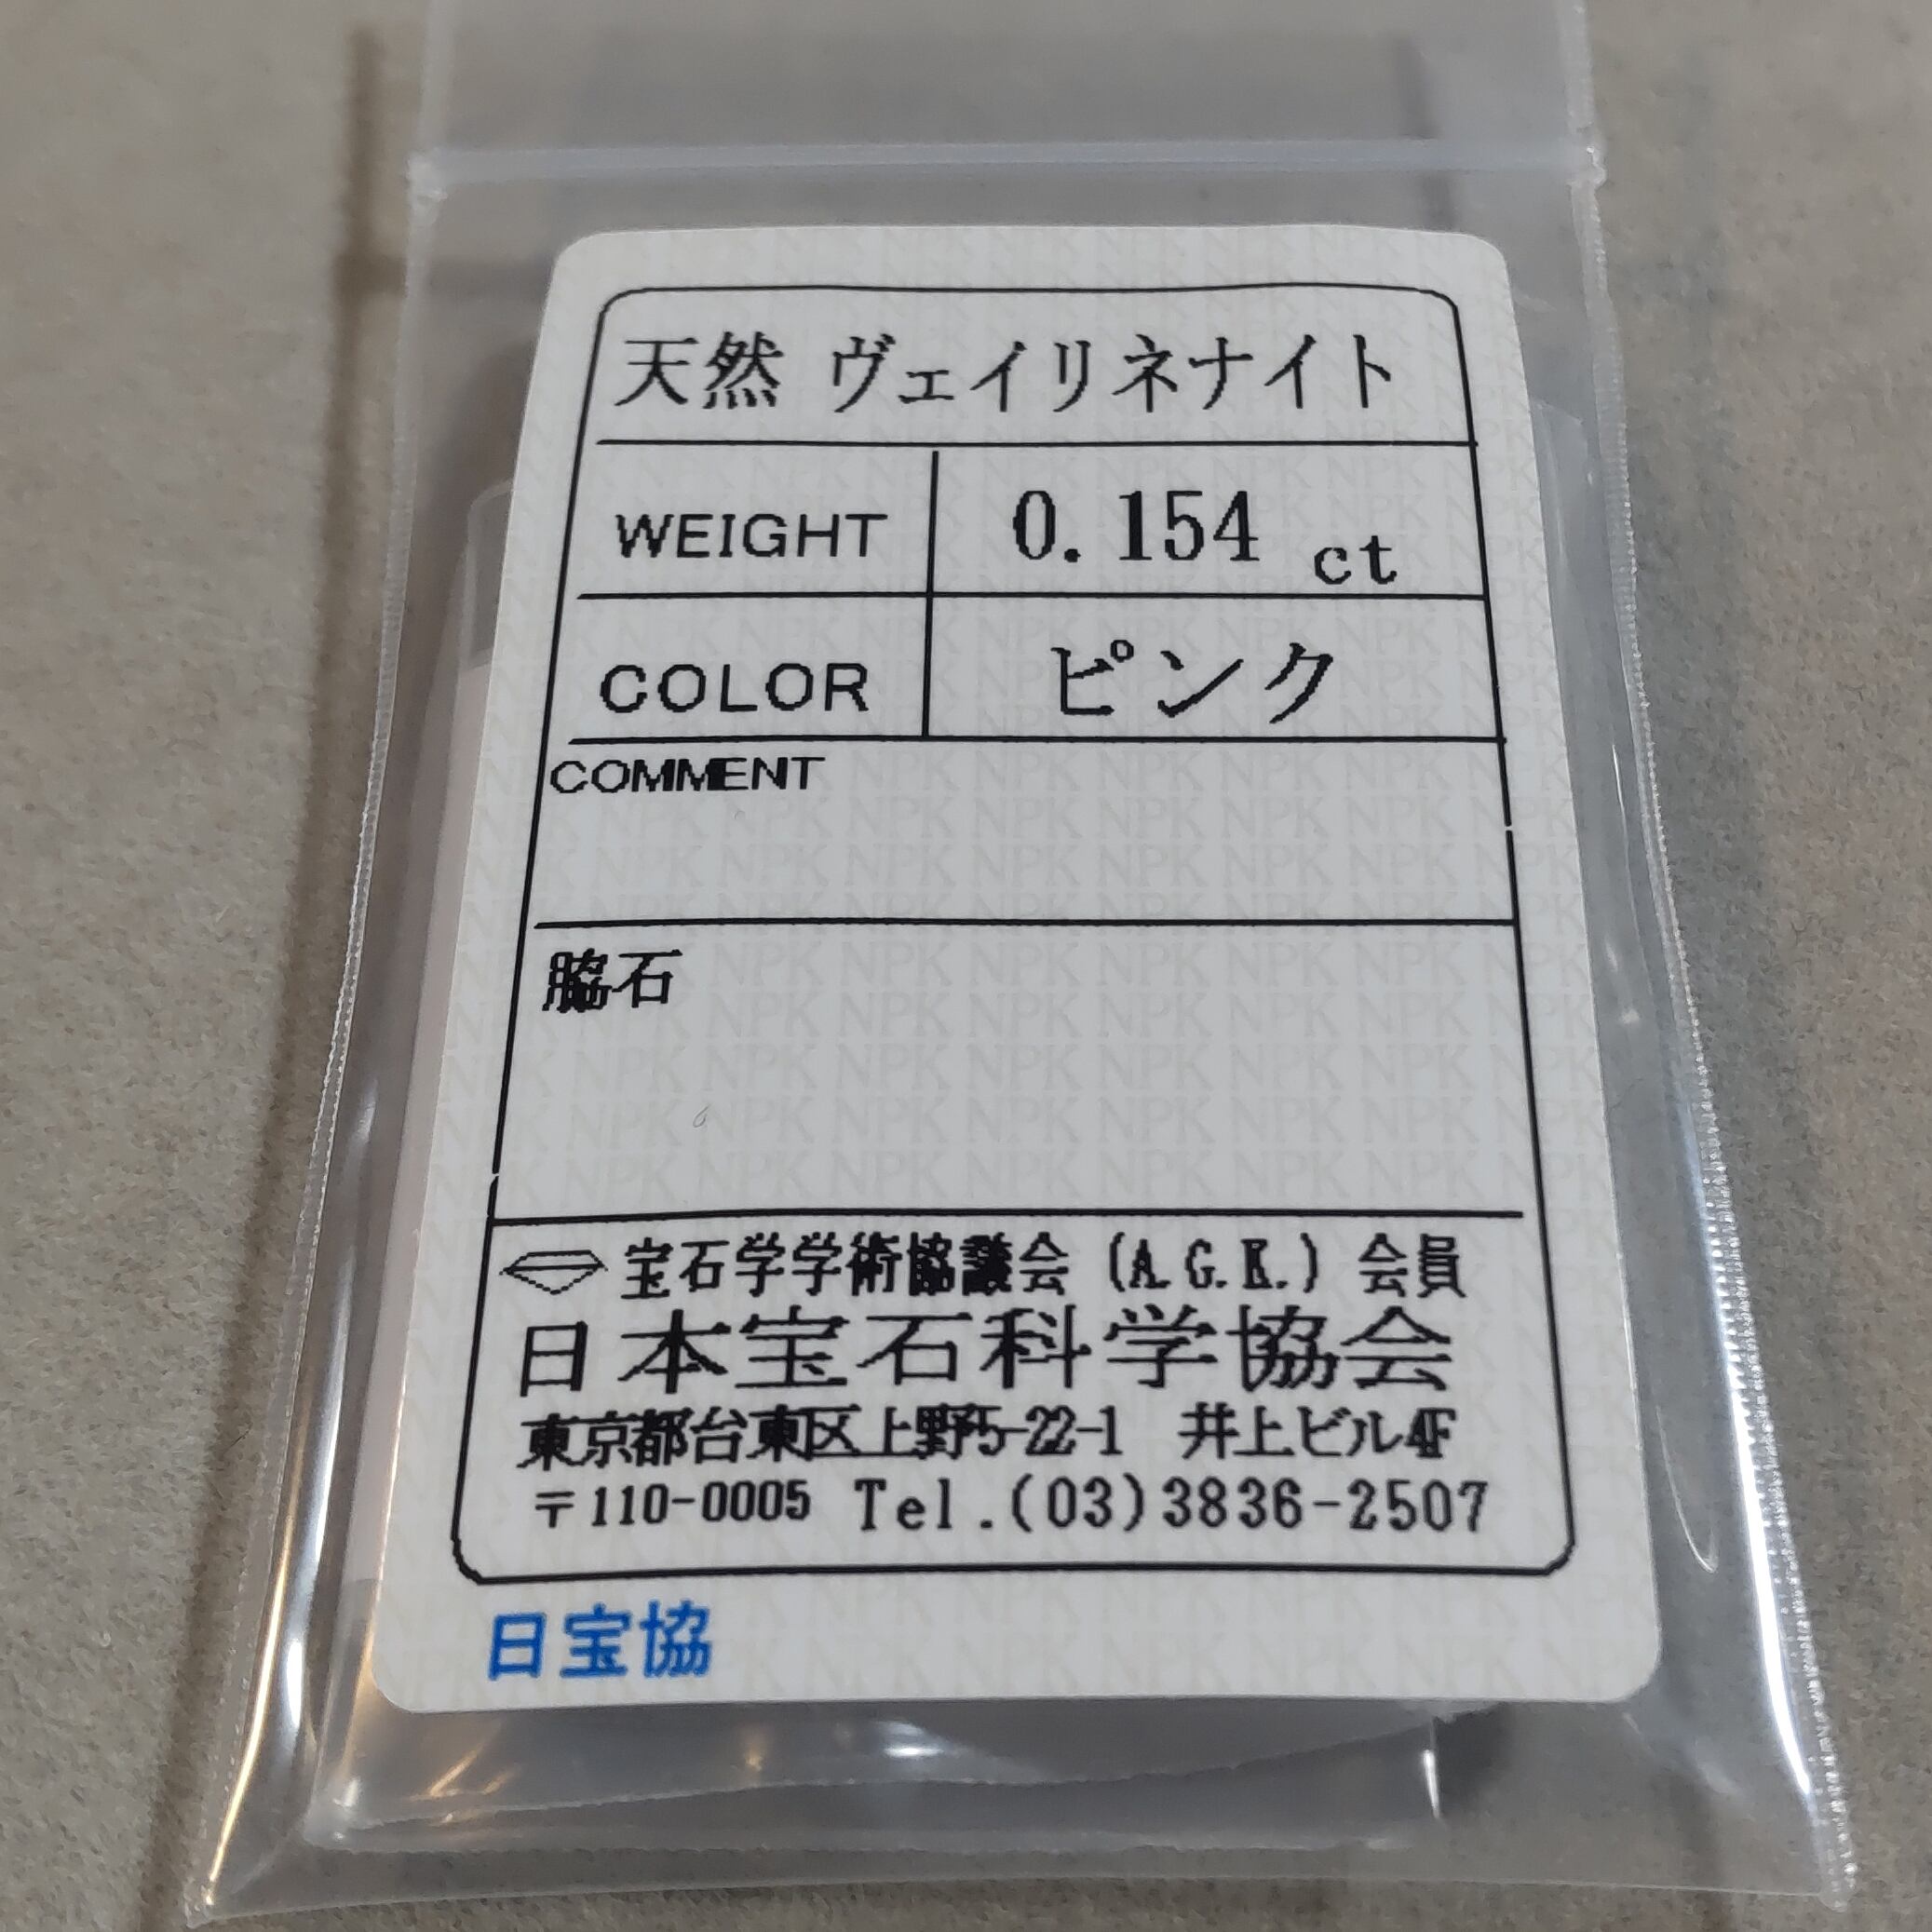 天然 ヴェイリネナイト
WEIGHT 0.154 ct
COLOR ピンク
COMMENT
脇石
宝石学学術協議会 (A.G.K.) 会員
日本宝石科学協会
東京都台東区上野5-22-1 井上ビル4F
〒110-0005 Tel.(03)3836-2507
日宝協